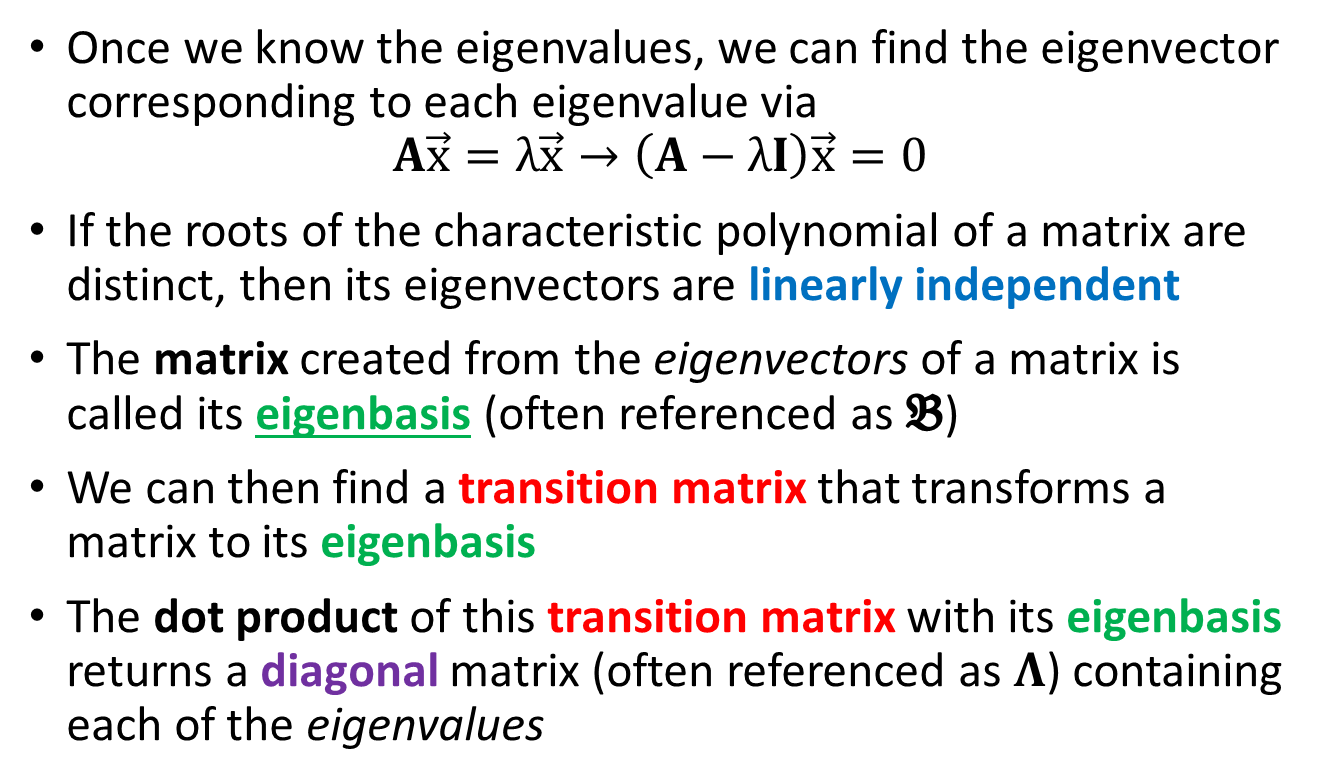 • Once we know the eigenvalues, we can find the eigenvector
corresponding to each eigenvalue via
𝐀x⃗ = λx⃗ → (𝐀 − λ𝐈)x⃗ = 0
• If the roots of the characteristic polynomial of a matrix are
distinct, then its eigenvectors are linearly independent
• The matrix created from the eigenvectors of a matrix is
called its eigenbasis (often referenced as 𝕭)
• We can then find a transition matrix that transforms a
matrix to its eigenbasis
• The dot product of this transition matrix with its eigenbasis
returns a diagonal matrix (often referenced as 𝚲) containing
each of the eigenvalues